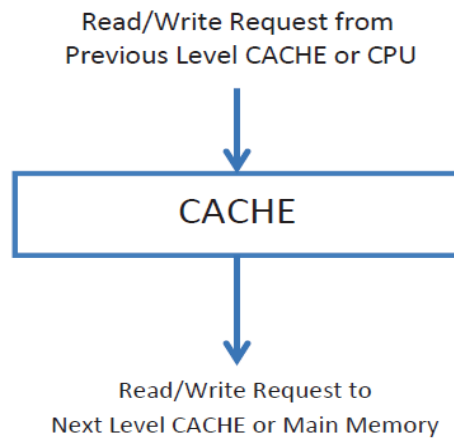 Read/Write Request from
Previous Level CACHE or CPU
CACHE
Read/Write Request to
Next Level CACHE or Main Memory